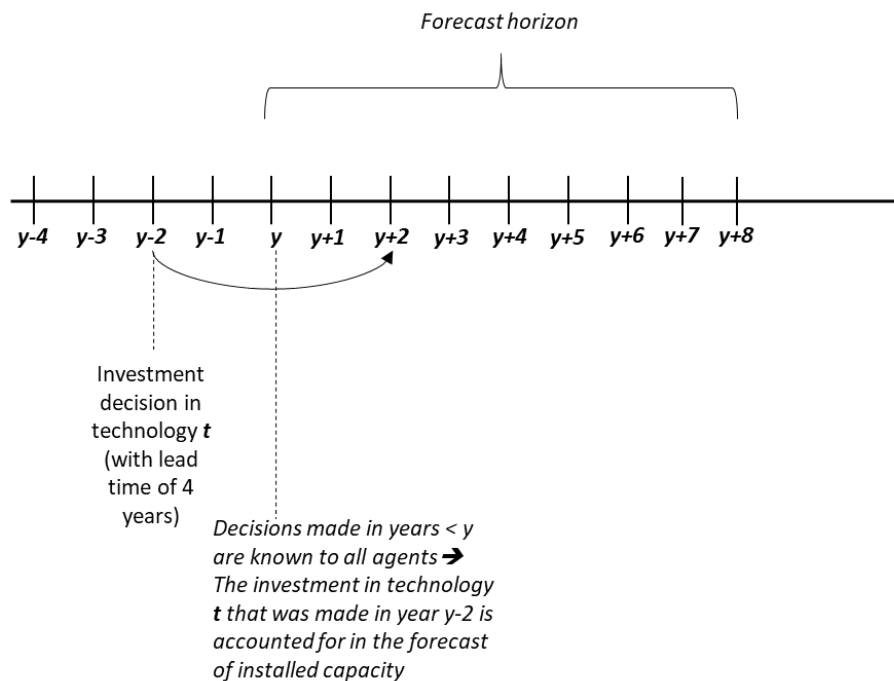 Forecast horizon
y-4 y-3 y-2 y-1 y y+1 y+2 y+3 y+4 y+5 y+6 y+7 y+8
Investment
decision in
technology t
(with lead
time of 4
years)
Decisions made in years < y
are known to all agents ➔
The investment in technology
t that was made in year y-2 is
accounted for in the forecast
of installed capacity